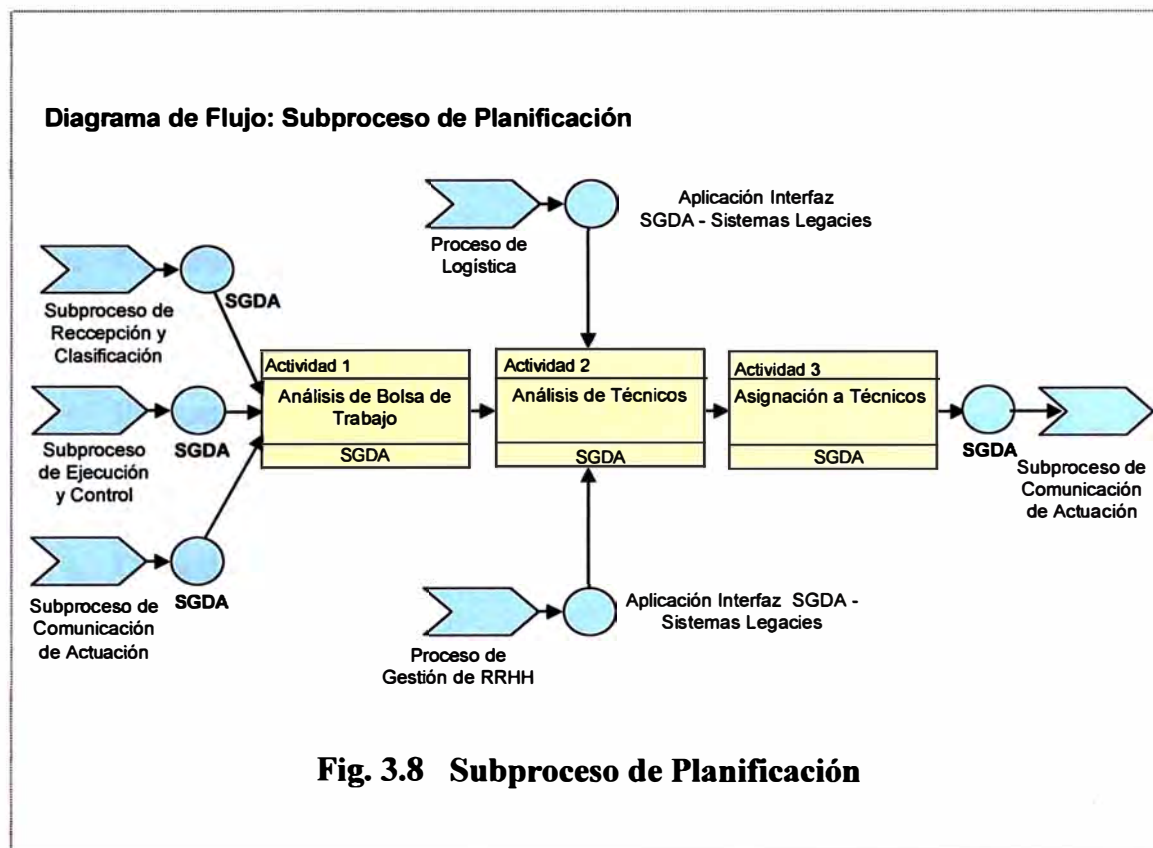 Diagrama de Flujo: Subproceso de Planificación
Aplicación Interfaz
SGDA - Sistemas Legacies
Proceso de
Logística
SGDA
Subproceso de
Reccepción y
Clasificación
Actividad 1
Análisis de Bolsa de
Trabajo
SGDA
Actividad 2
Análisis de Técnicos
SGDA
Actividad 3
Asignación a Técnicos
SGDA
SGDA
Subproceso de
Comunicación
de Actuación
Subproceso
de Ejecución
y Control
SGDA
SGDA
Subproceso de
Comunicación
de Actuación
Aplicación Interfaz SGDA -
Sistemas Legacies
Proceso de
Gestión de RRHH
Fig. 3.8 Subproceso de Planificación